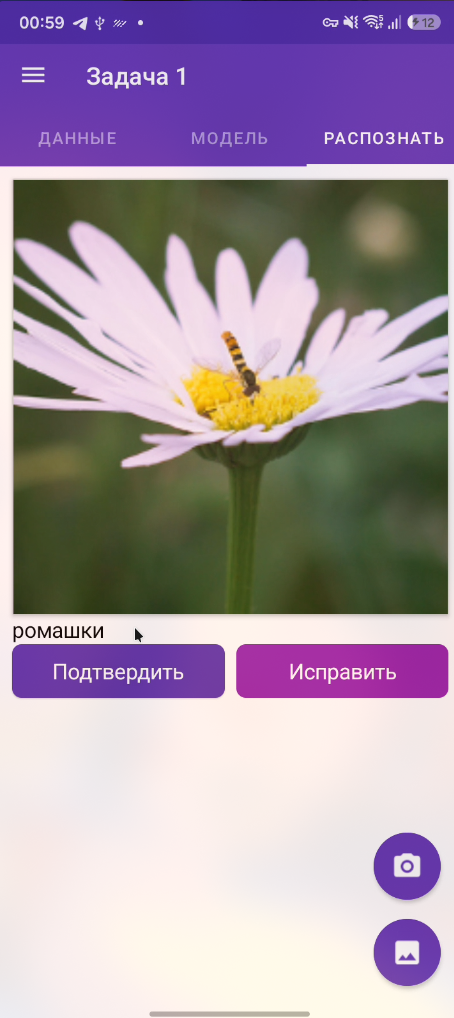 00:59 12
Задача 1
ДАННЫЕ МОДЕЛЬ РАСПОЗНАТЬ
ромашки
Подтвердить Исправить